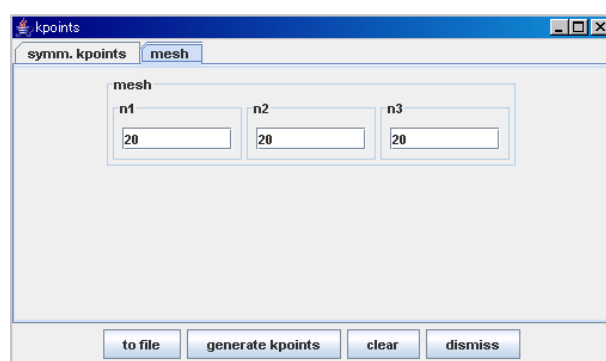 kpoints
symm. kpoints mesh
mesh
n1 n2 n3
20 20 20
to file generate kpoints clear dismiss